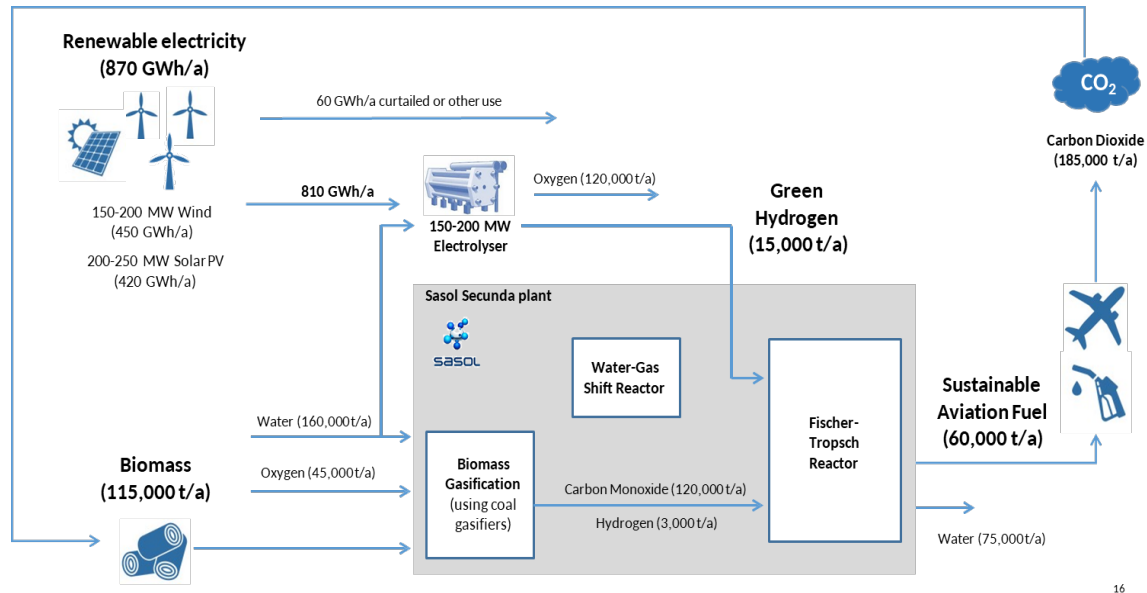 Renewable electricity
(870 GWh/a)
60 GWh/a curtailed or other use
CO2
Carbon Dioxide
(185,000 t/a)
810 GWh/a
Oxygen (120,000 t/a)
150-200 MW Wind
(450 GWh/a)
200-250 MW Solar PV
(420 GWh/a)
150-200 MW
Electrolyser
Green
Hydrogen
(15,000 t/a)
Sasol Secunda plant
sasol
Water-Gas
Shift Reactor
Sustainable
Aviation Fuel
(60,000 t/a)
Fischer-
Tropsch
Reactor
Water (160,000 t/a)
Oxygen (45,000 t/a)
Biomass
(115,000 t/a)
Biomass
Gasification
(using coal
gasifiers)
Carbon Monoxide (120,000 t/a)
Hydrogen (3,000 t/a)
Water (75,000 t/a)
16